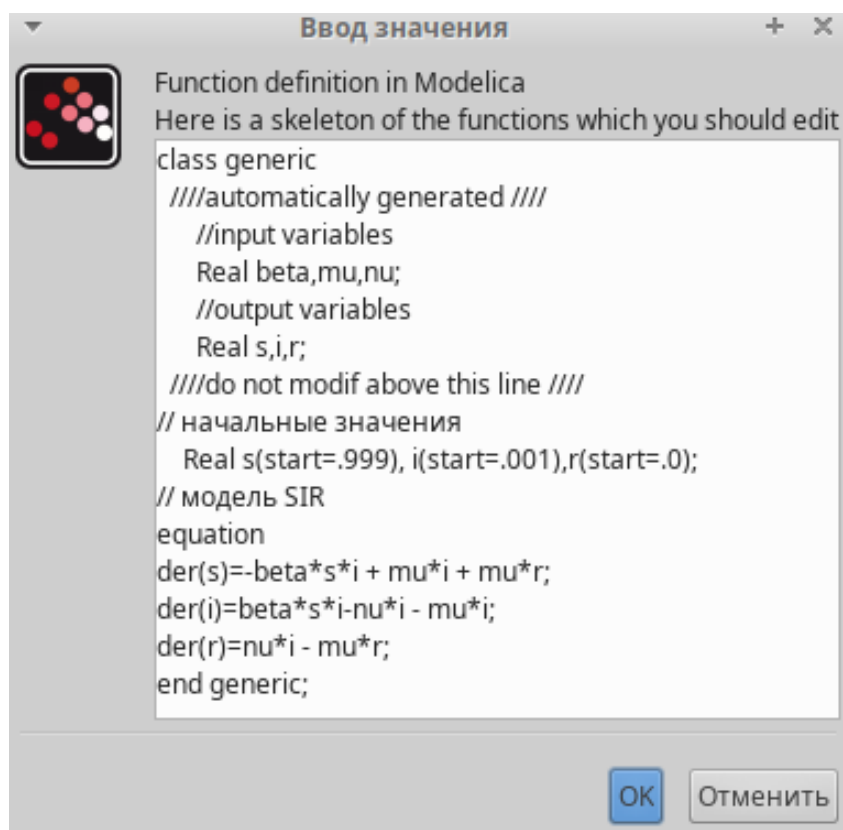 Ввод значения
Function definition in Modelica
Here is a skeleton of the functions which you should edit
class generic
////automatically generated ////
//input variables
Real beta,mu,nu;
//output variables
Real s,i,r;
////do not modif above this line ////
// начальные значения
Real s(start=.999), i(start=.001),r(start=.0);
// модель SIR
equation
der(s)=-beta*s*i + mu*i + mu*r;
der(i)=beta*s*i-nu*i - mu*i;
der(r)=nu*i - mu*r;
end generic;
OK Отменить